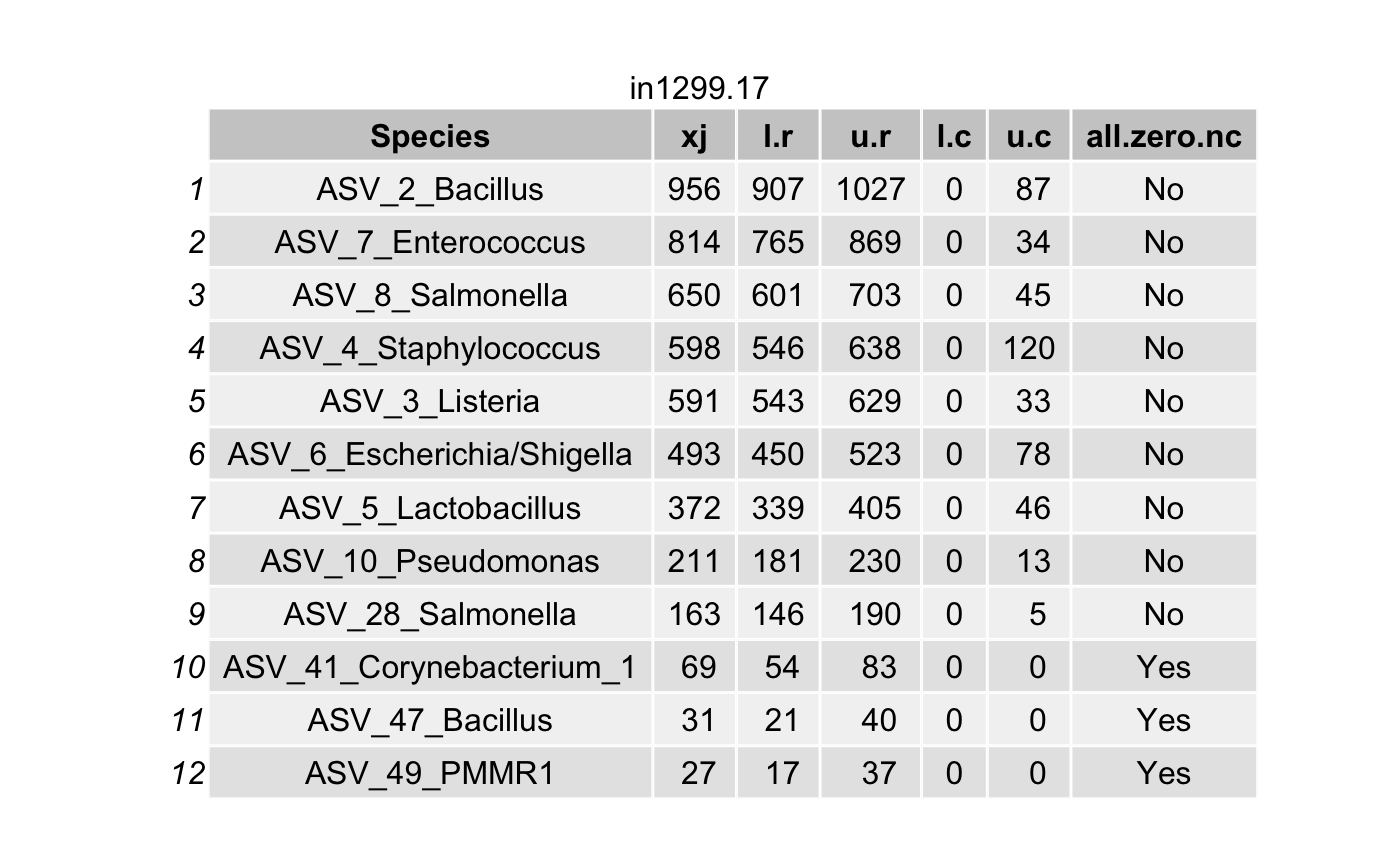 in1299.17
Species xj l.r u.r l.c u.c all.zero.nc
1 ASV_2_Bacillus 956 907 1027 0 87 No
2 ASV_7_Enterococcus 814 765 869 0 34 No
3 ASV_8_Salmonella 650 601 703 0 45 No
4 ASV_4_Staphylococcus 598 546 638 0 120 No
5 ASV_3_Listeria 591 543 629 0 33 No
6 ASV_6_Escherichia/Shigella 493 450 523 0 78 No
7 ASV_5_Lactobacillus 372 339 405 0 46 No
8 ASV_10_Pseudomonas 211 181 230 0 13 No
9 ASV_28_Salmonella 163 146 190 0 5 No
10 ASV_41_Corynebacterium_1 69 54 83 0 0 Yes
11 ASV_47_Bacillus 31 21 40 0 0 Yes
12 ASV_49_PMMR1 27 17 37 0 0 Yes